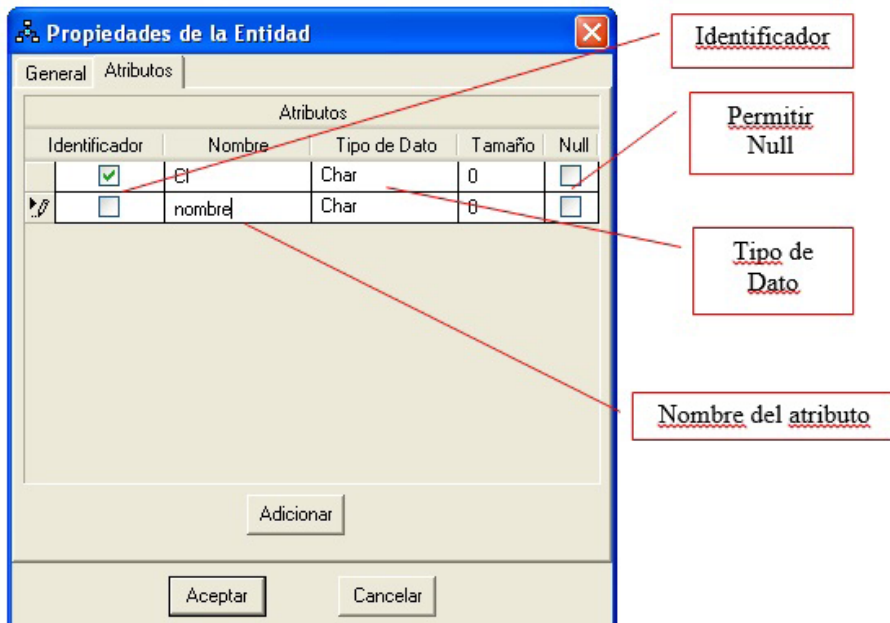 Propiedades de la Entidad
General Atributos
Atributos
Identificador Nombre Tipo de Dato Tamaño Null
CI Char 0
nombre Char 0
Adicionar
Aceptar Cancelar
Identificador
Permitir
Null
Tipo de
Dato
Nombre del atributo